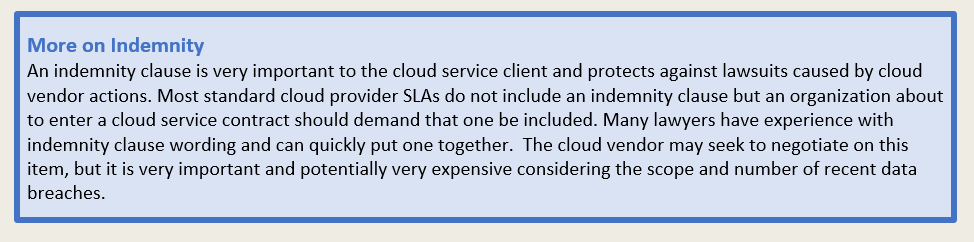 More on Indemnity
An indemnity clause is very important to the cloud service client and protects against lawsuits caused by cloud
vendor actions. Most standard cloud provider SLAs do not include an indemnity clause but an organization about
to enter a cloud service contract should demand that one be included. Many lawyers have experience with
indemnity clause wording and can quickly put one together.  The cloud vendor may seek to negotiate on this
item, but it is very important and potentially very expensive considering the scope and number of recent data
breaches.